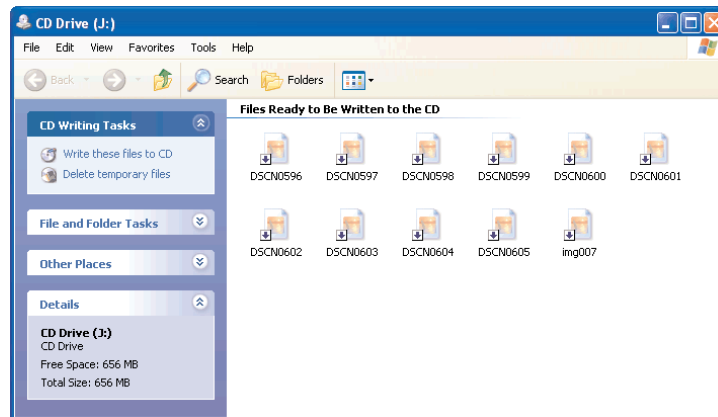 CD Drive (J:)
File Edit View Favorites Tools Help
Back Search Folders
Files Ready to Be Written to the CD
CD Writing Tasks
Write these files to CD
Delete temporary files
File and Folder Tasks
Other Places
Details
CD Drive (J:)
CD Drive
Free Space: 656 MB
Total Size: 656 MB
DSCN0596 DSCN0597 DSCN0598 DSCN0599 DSCN0600 DSCN0601
DSCN0602 DSCN0603 DSCN0604 DSCN0605 img007